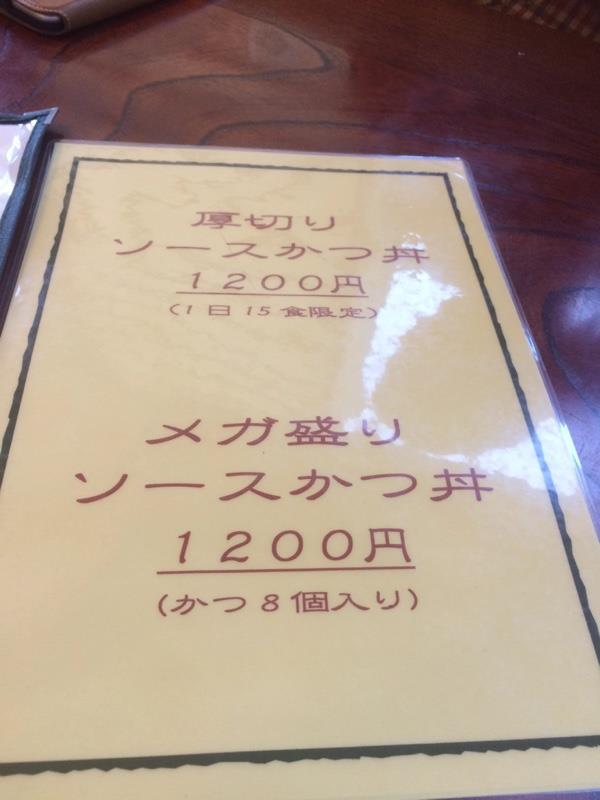 厚切り
ソースかつ丼
1200円
(1日15食限定)
メガ盛り
ソースかつ丼
1200円
(かつ8個入り)